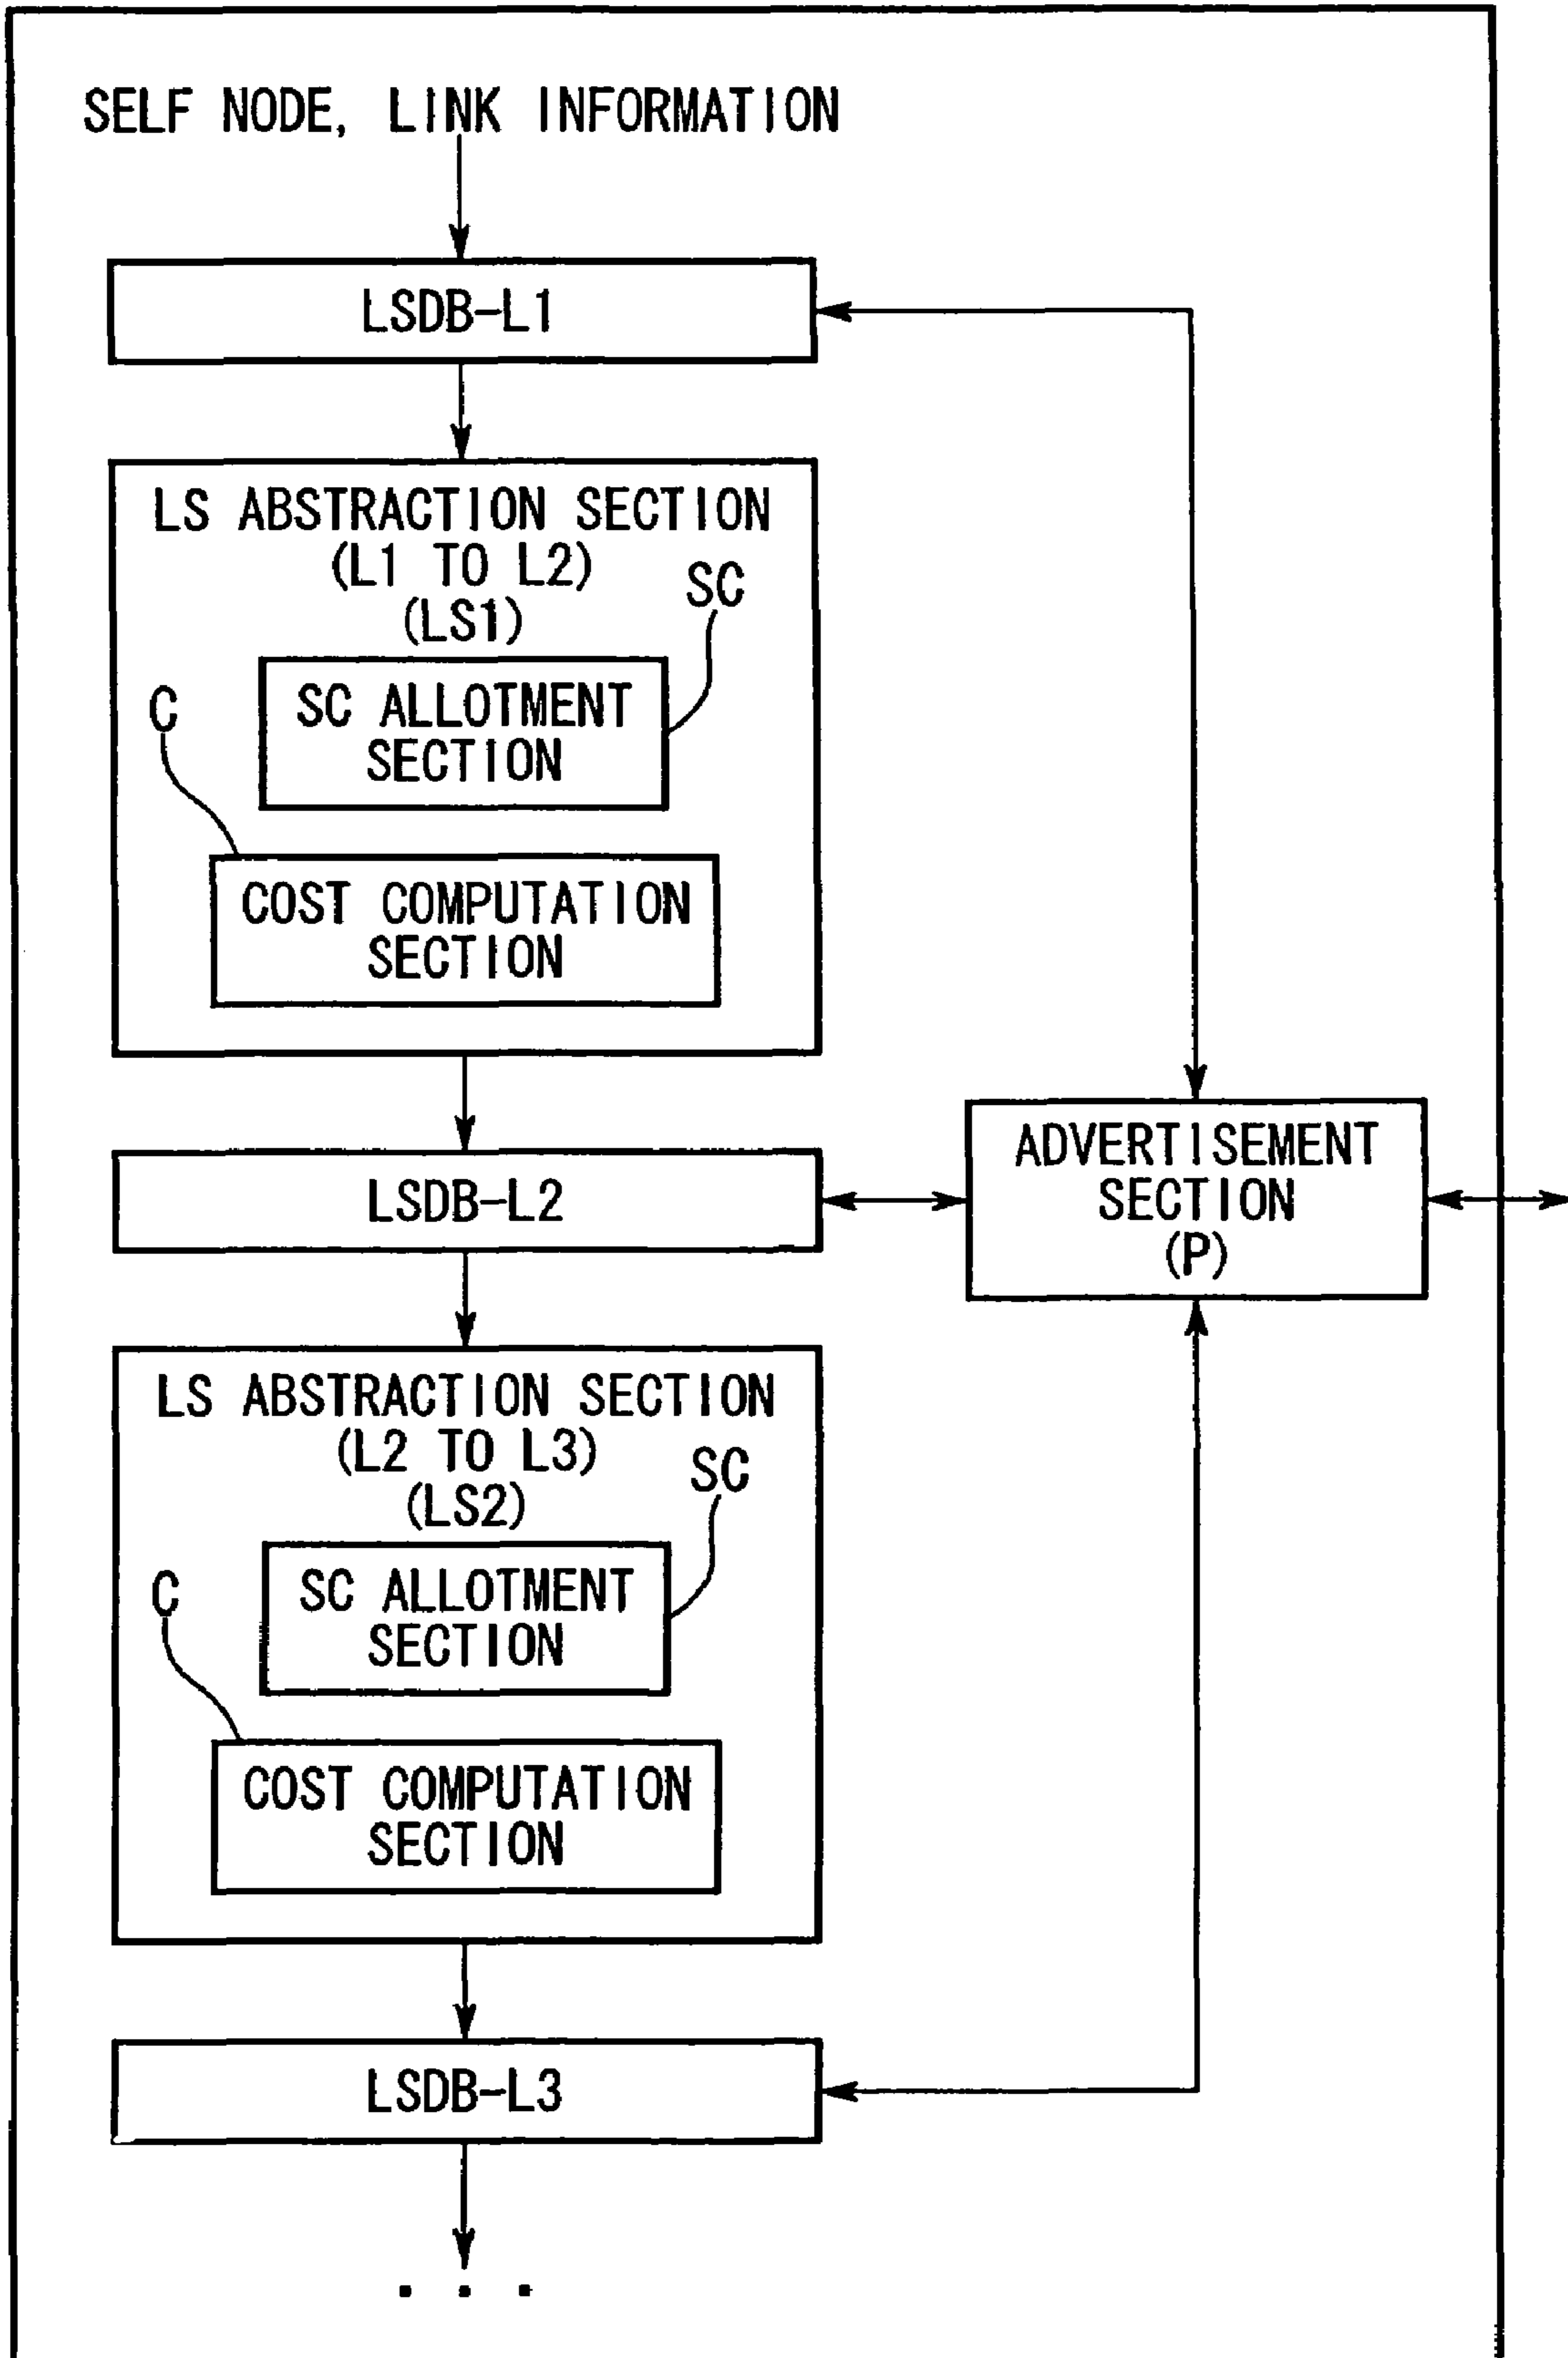 SELF NODE, LINK INFORMATION
LSDB-L1
LS ABSTRACTION SECTION
(L1 TO L2)
(LS1)
SC
SC ALLOTMENT
SECTION
C
COST COMPUTATION
SECTION
LSDB-L2
ADVERTISEMENT
SECTION
(P)
LS ABSTRACTION SECTION
(L2 TO L3)
(LS2)
SC
SC ALLOTMENT
SECTION
C
COST COMPUTATION
SECTION
LSDB-L3
. . .